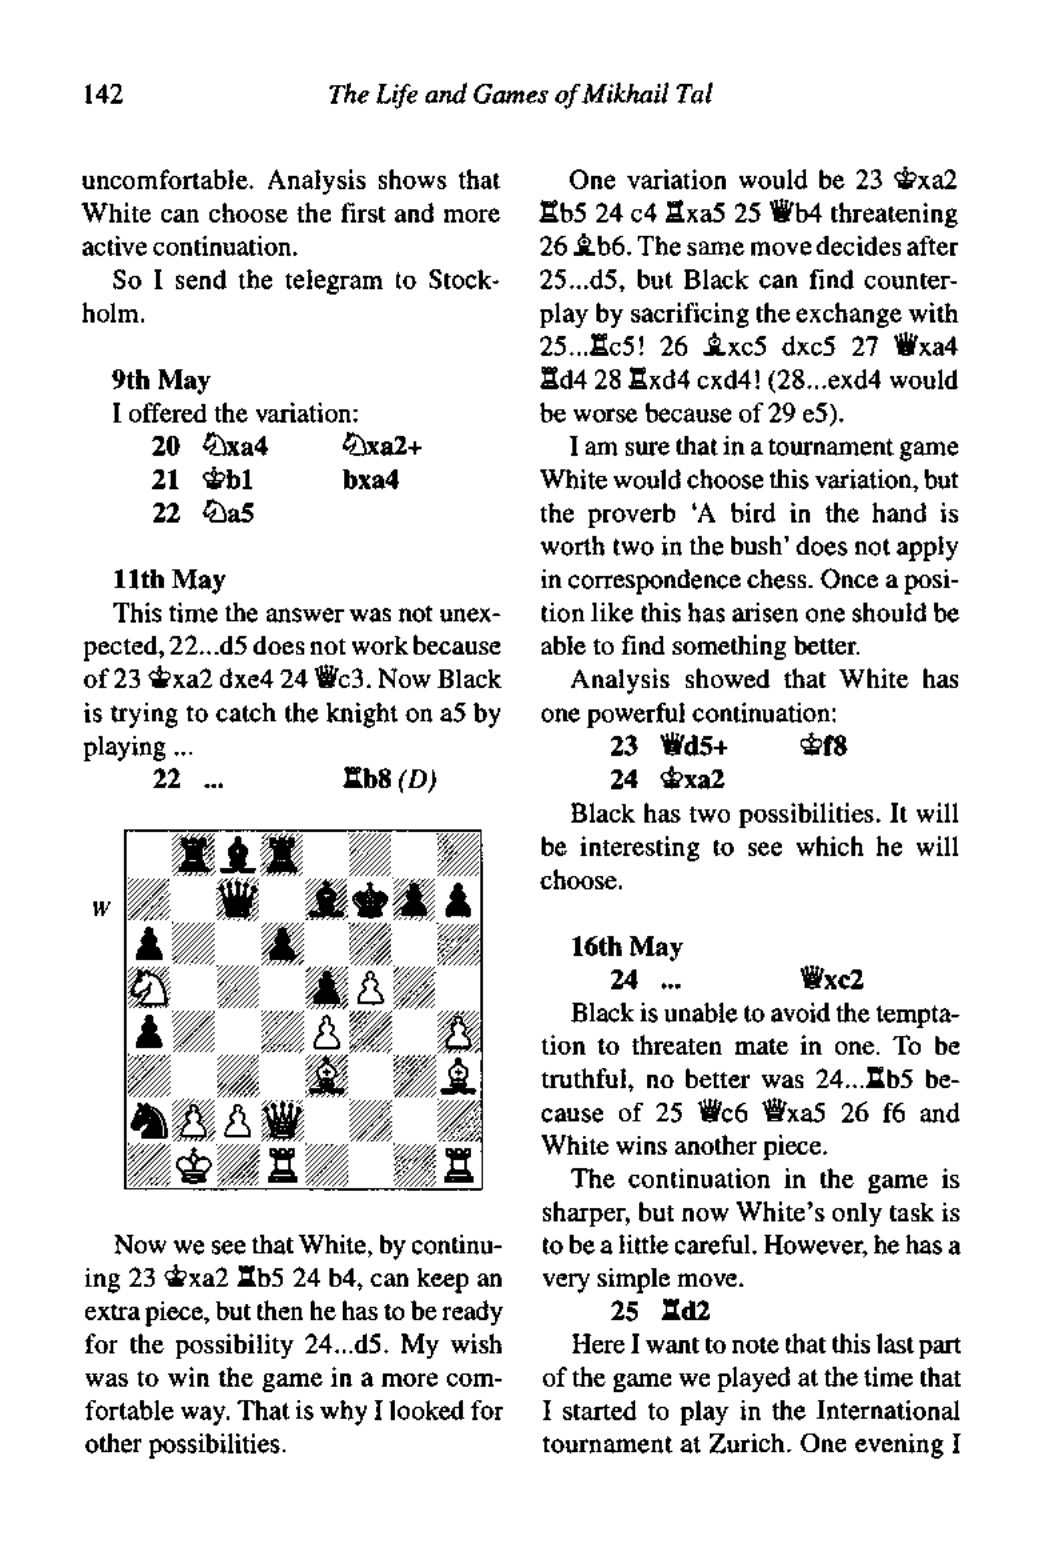 142
The Life and Games of Mikhail Tal
uncomfortable. Analysis shows that
White can choose the first and more
active continuation.
So I send the telegram to Stock-
holm.
9th May
I offered the variation:
20 ♘xa4 ♘xa2+
21 ♔b1 bxa4
22 ♘a5
11th May
This time the answer was not unex-
pected, 22...d5 does not work because
of 23 ♔xa2 dxe4 24 ♕c3. Now Black
is trying to catch the knight on a5 by
playing ...
22 ... ♖b8 (D)
W
Now we see that White, by continu-
ing 23 ♔xa2 ♖b5 24 b4, can keep an
extra piece, but then he has to be ready
for the possibility 24...d5. My wish
was to win the game in a more com-
fortable way. That is why I looked for
other possibilities.
One variation would be 23 ♔xa2
♖b5 24 c4 ♖xa5 25 ♕b4 threatening
26 ♗b6. The same move decides after
25...d5, but Black can find counter-
play by sacrificing the exchange with
25...♖c5! 26 ♗xc5 dxc5 27 ♕xa4
♖d4 28 ♖xd4 cxd4! (28...exd4 would
be worse because of 29 e5).
I am sure that in a tournament game
White would choose this variation, but
the proverb ‘A bird in the hand is
worth two in the bush’ does not apply
in correspondence chess. Once a posi-
tion like this has arisen one should be
able to find something better.
Analysis showed that White has
one powerful continuation:
23 ♕d5+ ♔f8
24 ♔xa2
Black has two possibilities. It will
be interesting to see which he will
choose.
16th May
24 ... ♕xc2
Black is unable to avoid the tempta-
tion to threaten mate in one. To be
truthful, no better was 24...♖b5 be-
cause of 25 ♕c6 ♕xa5 26 f6 and
White wins another piece.
The continuation in the game is
sharper, but now White's only task is
to be a little careful. However, he has a
very simple move.
25 ♖d2
Here I want to note that this last part
of the game we played at the time that
I started to play in the International
tournament at Zurich. One evening I